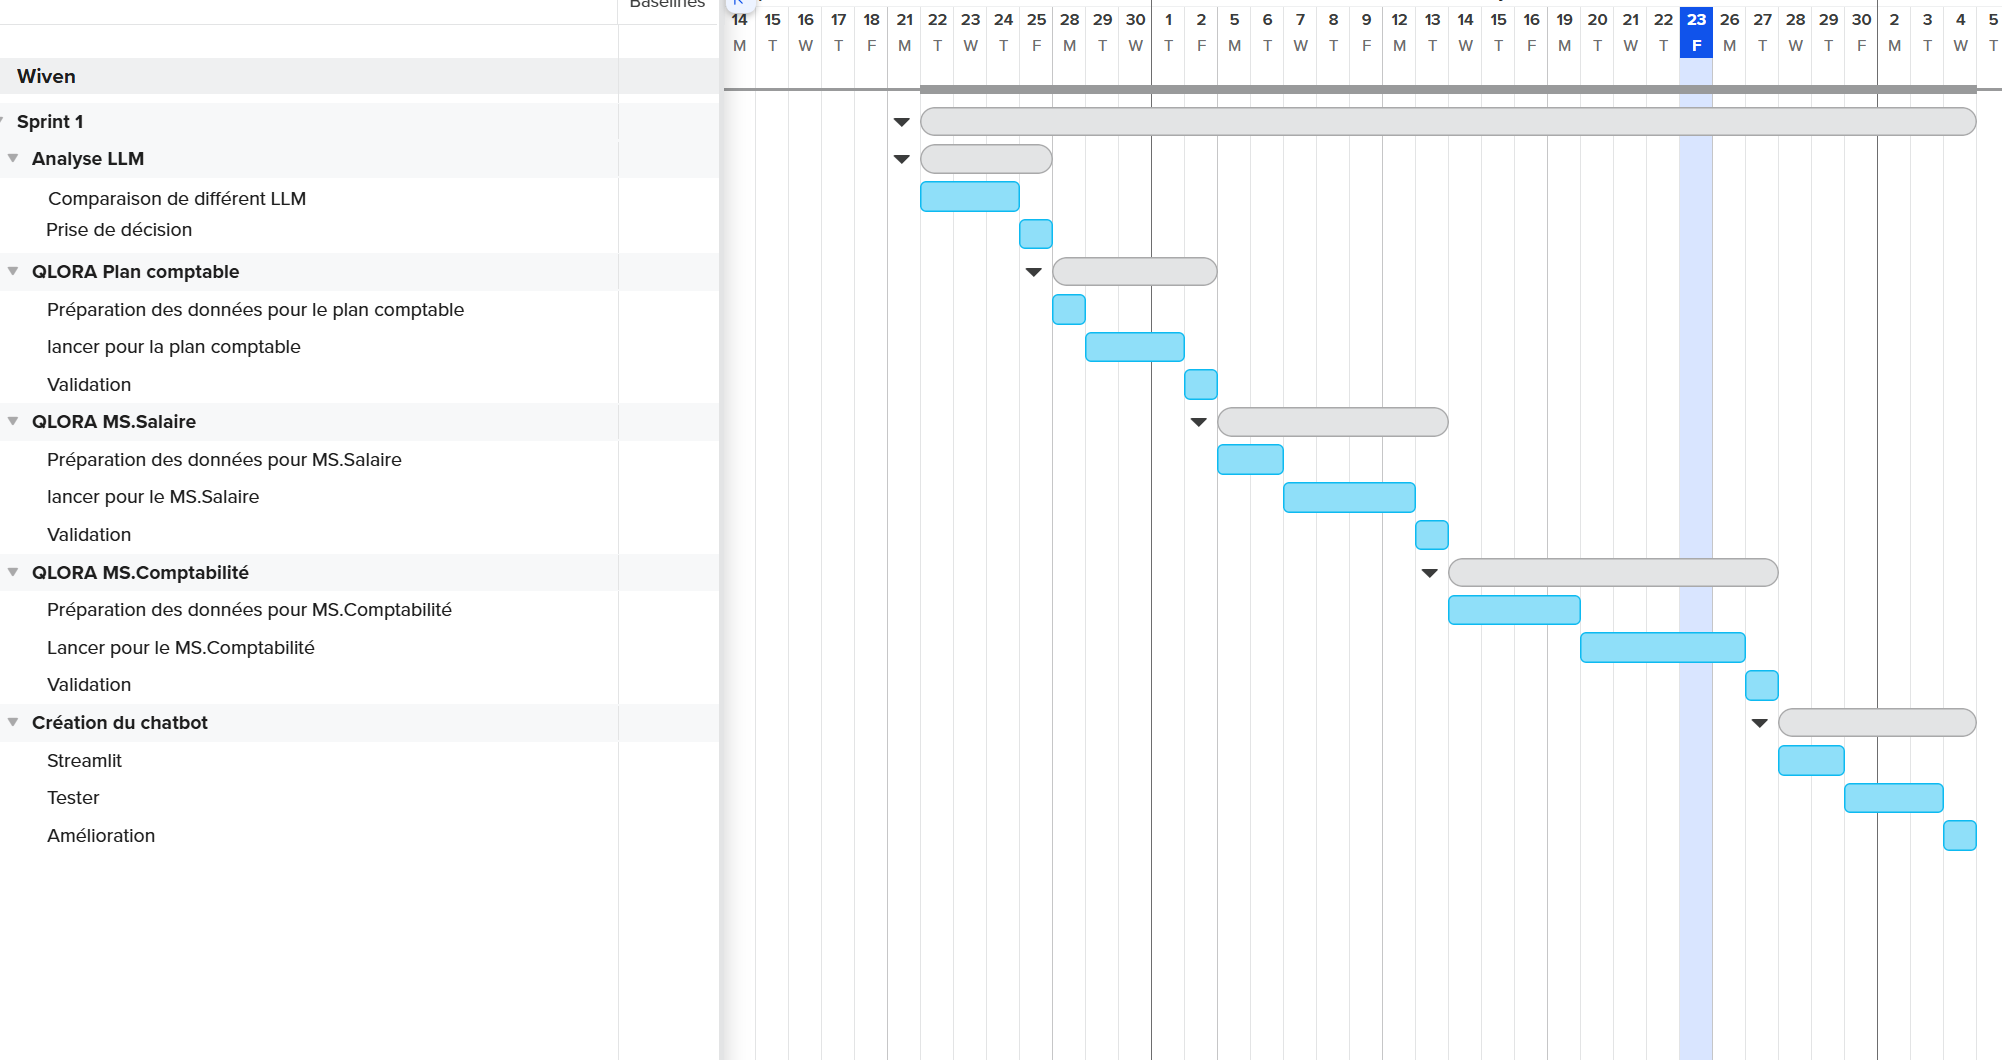 Baselines
14 15 16 17 18 21 22 23 24 25 28 29 30 1 2 5 6 7 8 9 12 13 14 15 16 19 20 21 22 23 26 27 28 29 30 2 3 4 5
M T W T F M T W T F M T W T F M T W T F M T W T F M T W T F M T W T F M T W T
Wiven
Sprint 1
Analyse LLM
Comparaison de différent LLM
Prise de décision
QLORA Plan comptable
Préparation des données pour le plan comptable
lancer pour la plan comptable
Validation
QLORA MS.Salaire
Préparation des données pour MS.Salaire
lancer pour le MS.Salaire
Validation
QLORA MS.Comptabilité
Préparation des données pour MS.Comptabilité
Lancer pour le MS.Comptabilité
Validation
Création du chatbot
Streamlit
Tester
Amélioration